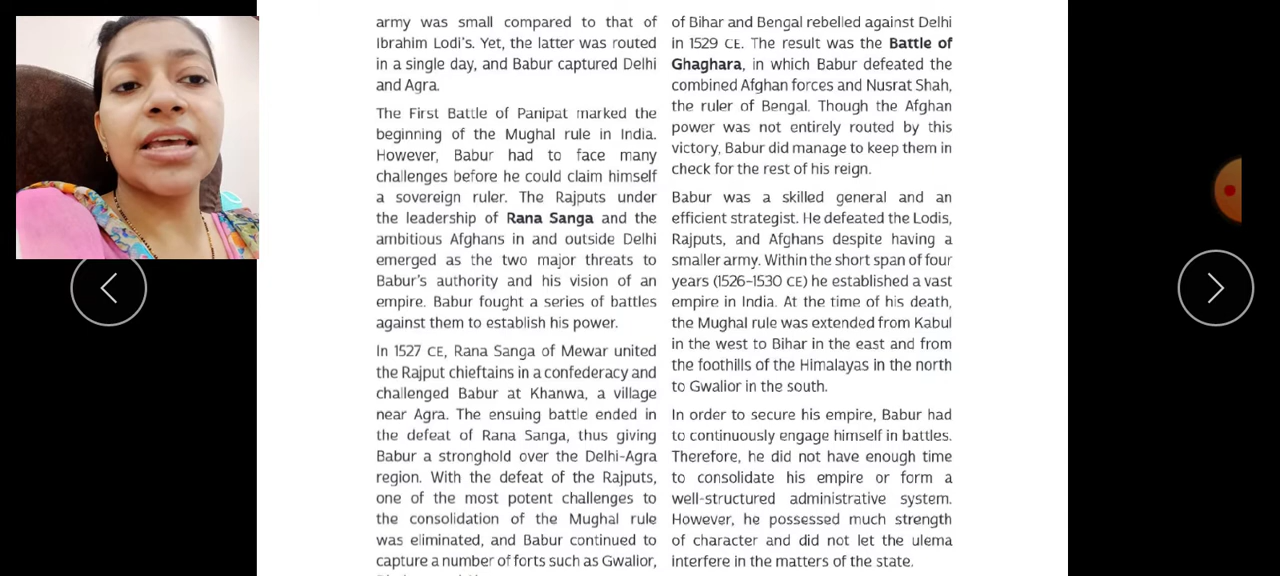 army was small compared to that of
Ibrahim Lodi's. Yet, the latter was routed
in a single day, and Babur captured Delhi
and Agra.
The First Battle of Panipat marked the
beginning of the Mughal rule in India.
However, Babur had to face many
challenges before he could claim himself
a sovereign ruler. The Rajputs under
the leadership of Rana Sanga and the
ambitious Afghans in and outside Delhi
emerged as the two major threats to
Babur's authority and his vision of an
empire. Babur fought a series of battles
against them to establish his power.
In 1527 CE, Rana Sanga of Mewar united
the Rajput chieftains in a confederacy and
challenged Babur at Khanwa, a village
near Agra. The ensuing battle ended in
the defeat of Rana Sanga, thus giving
Babur a stronghold over the Delhi-Agra
region. With the defeat of the Rajputs,
one of the most potent challenges to
the consolidation of the Mughal rule
was eliminated, and Babur continued to
capture a number of forts such as Gwalior,
of Bihar and Bengal rebelled against Delhi
in 1529 CE. The result was the Battle of
Ghaghara, in which Babur defeated the
combined Afghan forces and Nusrat Shah,
the ruler of Bengal. Though the Afghan
power was not entirely routed by this
victory, Babur did manage to keep them in
check for the rest of his reign.
Babur was a skilled general and an
efficient strategist. He defeated the Lodis,
Rajputs, and Afghans despite having a
smaller army. Within the short span of four
years (1526–1530 CE) he established a vast
empire in India. At the time of his death,
the Mughal rule was extended from Kabul
in the west to Bihar in the east and from
the foothills of the Himalayas in the north
to Gwalior in the south.
In order to secure his empire, Babur had
to continuously engage himself in battles.
Therefore, he did not have enough time
to consolidate his empire or form a
well-structured administrative system.
However, he possessed much strength
of character and did not let the ulema
interfere in the matters of the state.